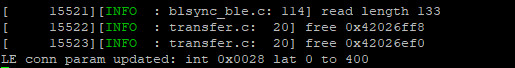 [     15521][INFO  : blsync_ble.c: 114] read length 133
[     15522][INFO  : transfer.c:  20] free 0x42026ff8
[     15523][INFO  : transfer.c:  20] free 0x42026ef0
LE conn param updated: int 0x0028 lat 0 to 400